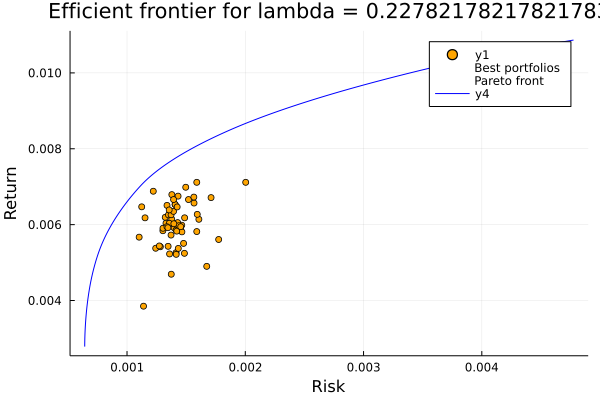 Efficient frontier for lambda = 0.2278217821782178
y1
Best portfolios
Pareto front
y4
0.010
0.008
0.006
0.004
Return
0.001
0.002
0.003
0.004
Risk